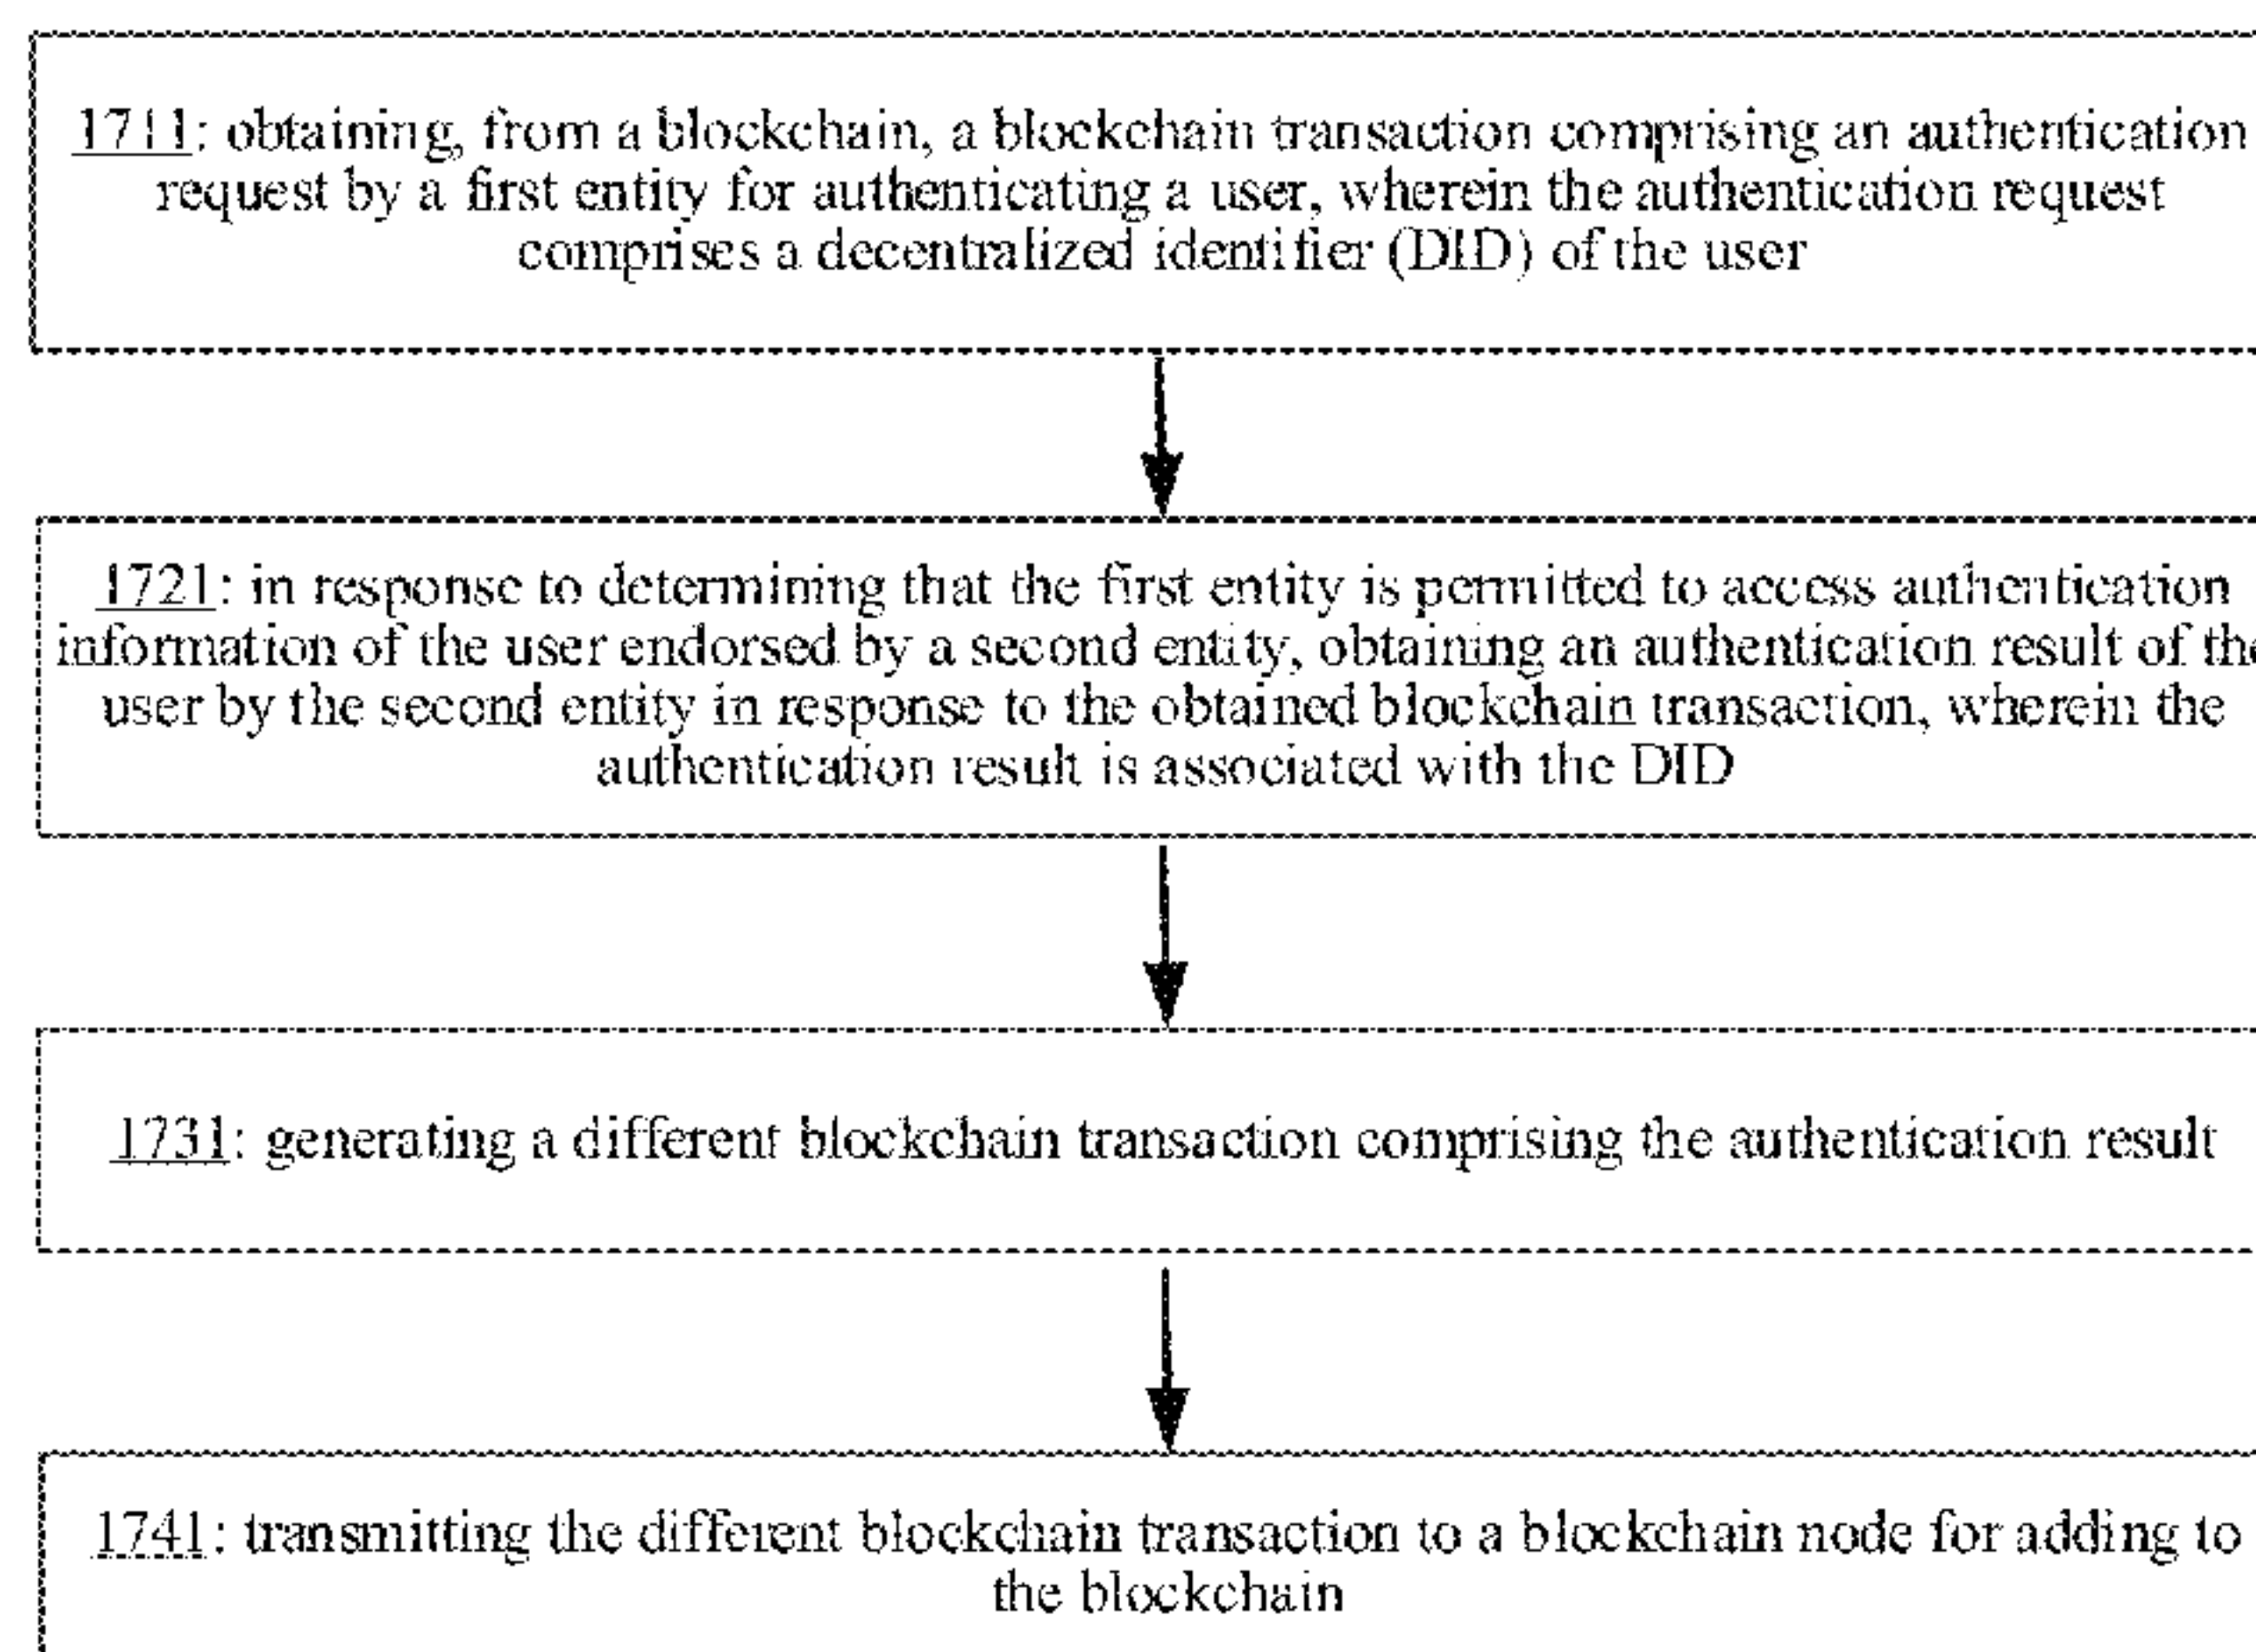 1711: obtaining, from a blockchain, a blockchain transaction comprising an authentication
request by a first entity for authenticating a user, wherein the authentication request
comprises a decentralized identifier (DID) of the user
1721: in response to determining that the first entity is permitted to access authentication
information of the user endorsed by a second entity, obtaining an authentication result of the
user by the second entity in response to the obtained blockchain transaction, wherein the
authentication result is associated with the DID
1731: generating a different blockchain transaction comprising the authentication result
1741: transmitting the different blockchain transaction to a blockchain node for adding to
the blockchain